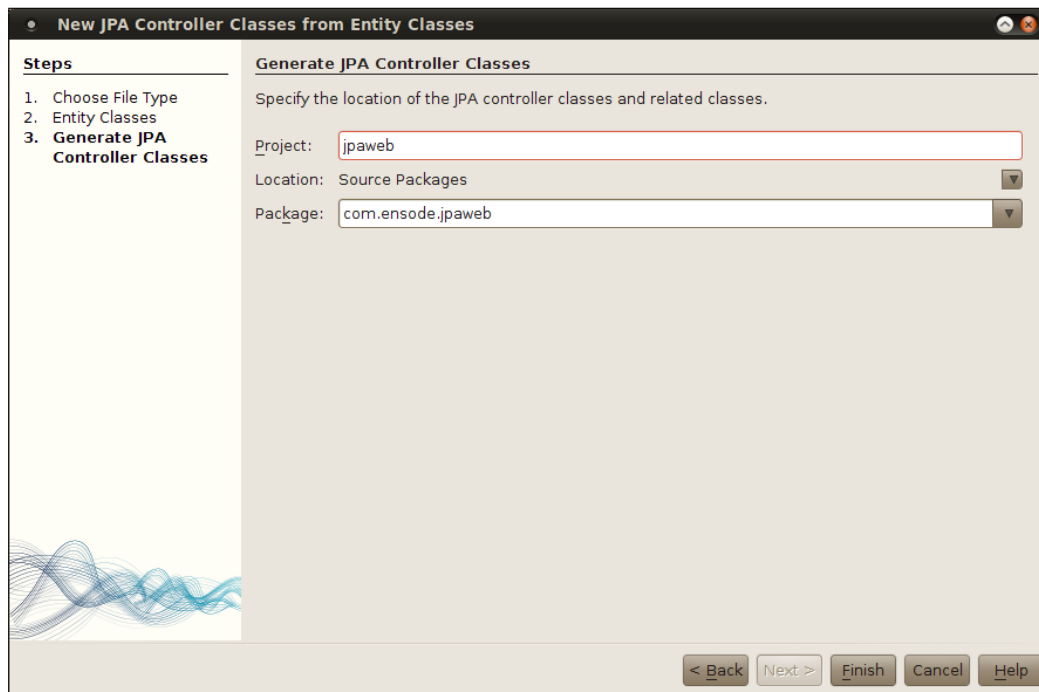 New JPA Controller Classes from Entity Classes
Steps
1. Choose File Type
2. Entity Classes
3. Generate JPA
Controller Classes
Generate JPA Controller Classes
Specify the location of the JPA controller classes and related classes.
Project: jpaweb
Location: Source Packages
Package: com.ensode.jpaweb
< Back Next > Finish Cancel Help